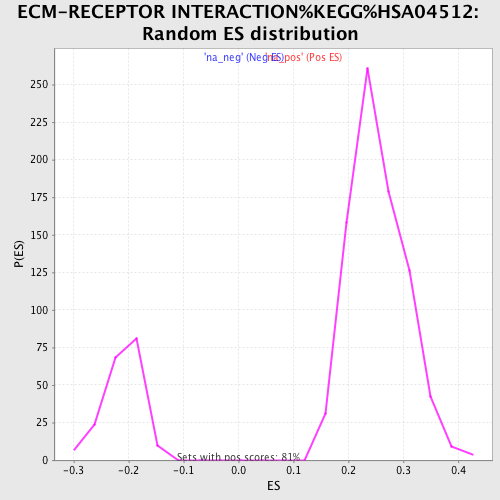 ECM-RECEPTOR INTERACTION%KEGG%HSA04512:
Random ES distribution
'na_neg' (Neg ES) 'na_pos' (Pos ES)
250
225
200
175
150
125
100
75
50
25
0
P(ES)
Sets with pos scores: 81%
-0.3 -0.2 -0.1 0.0 0.1 0.2 0.3 0.4
ES